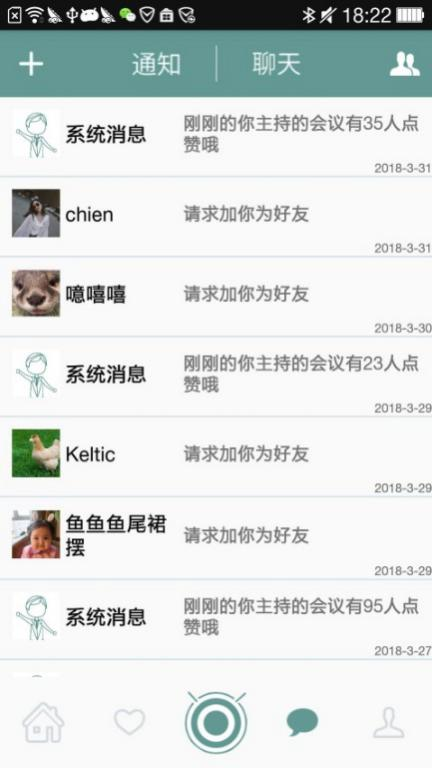 18:22
通知
聊天
系统消息
刚刚的你主持的会议有35人点
赞哦
2018-3-31
chien
请求加你为好友
2018-3-31
噫嘻嘻
请求加你为好友
2018-3-30
系统消息
刚刚的你主持的会议有23人点
赞哦
2018-3-29
Keltic
请求加你为好友
2018-3-29
鱼鱼鱼尾裙
摆
请求加你为好友
2018-3-29
系统消息
刚刚的你主持的会议有95人点
赞哦
2018-3-27